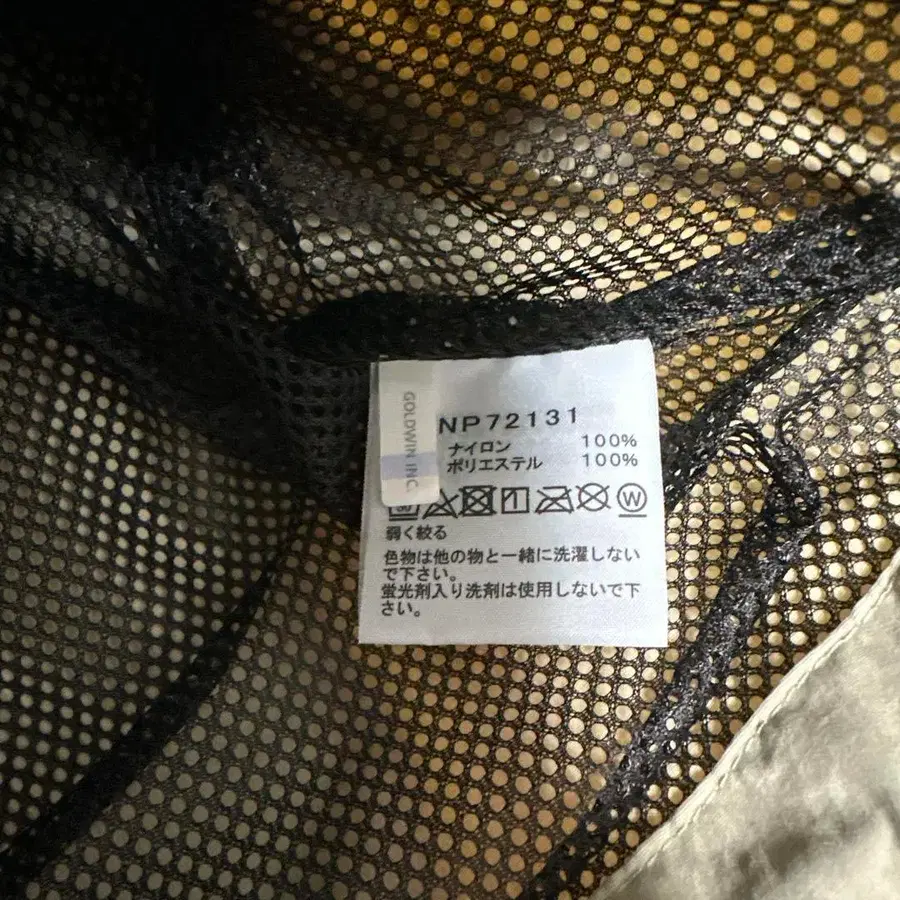 GOLDWIN INC.
NP72131
ナイロン 100%
ポリエステル 100%
W
弱く絞る
色物は他の物と一緒に洗濯しない
で下さい。
蛍光剤入り洗剤は使用しないで下
さい。